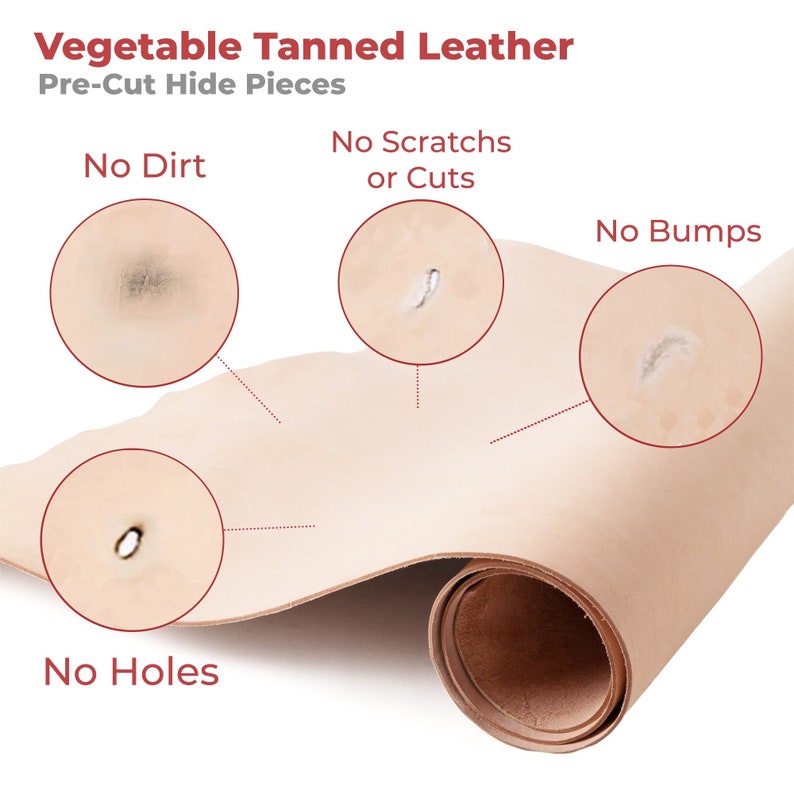 Vegetable Tanned Leather
Pre-Cut Hide Pieces
No Dirt
No Scratchs
or Cuts
No Bumps
No Holes